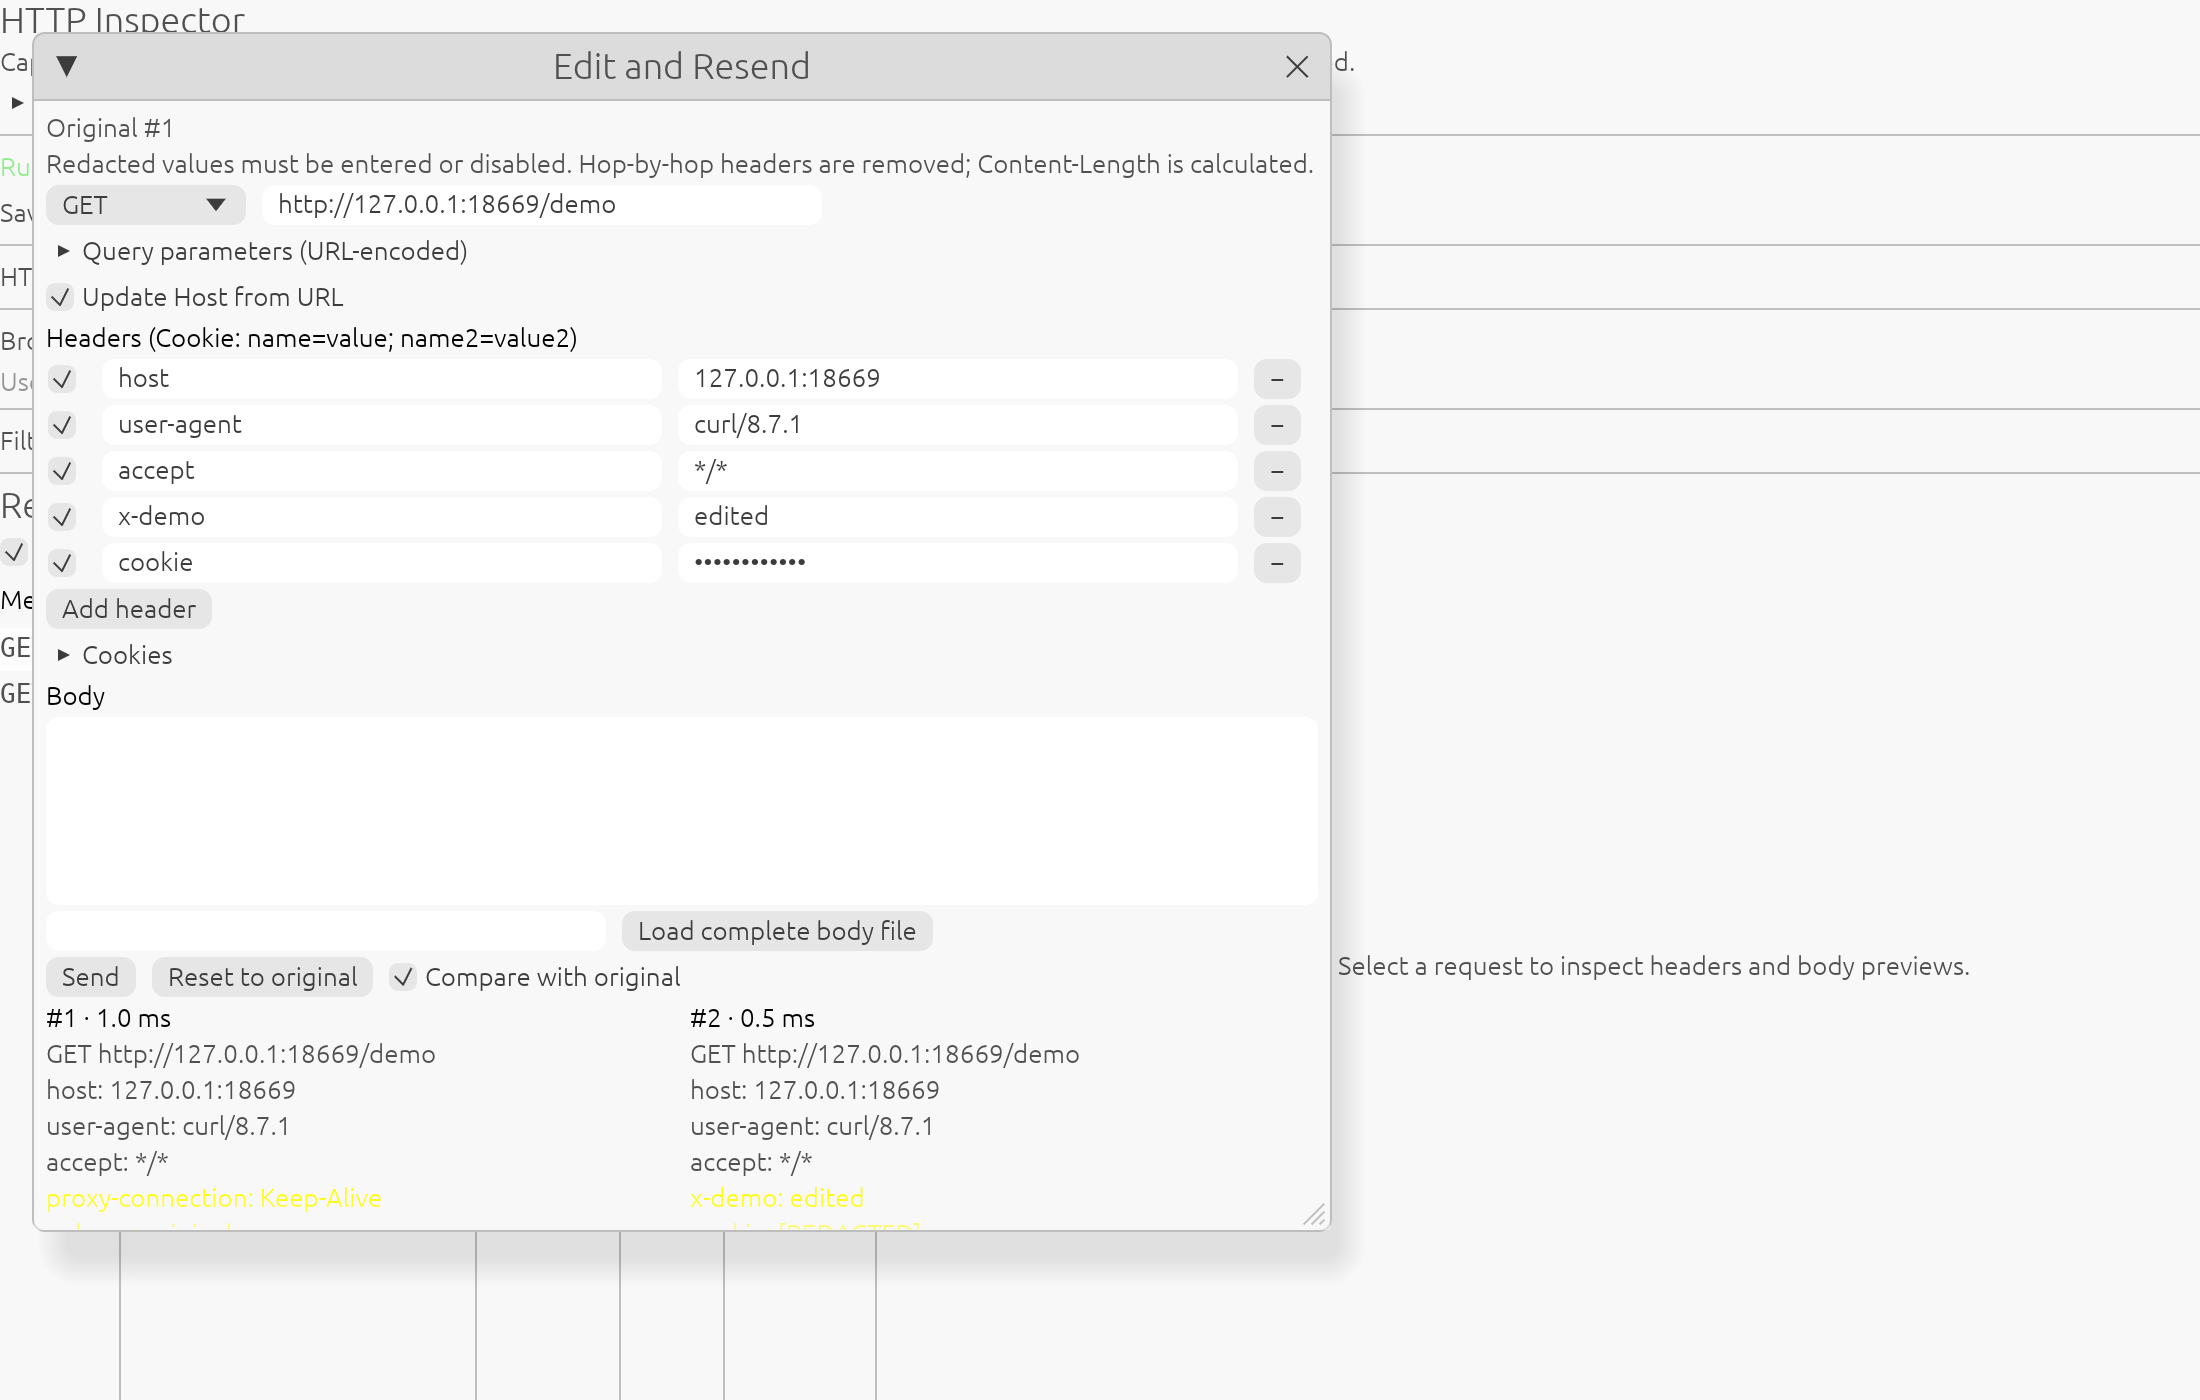 HTTP Inspector
d.
Edit and Resend
Original #1
Redacted values must be entered or disabled. Hop-by-hop headers are removed; Content-Length is calculated.
GET http://127.0.0.1:18669/demo
Query parameters (URL-encoded)
Update Host from URL
Headers (Cookie: name=value; name2=value2)
host 127.0.0.1:18669
user-agent curl/8.7.1
accept */*
x-demo edited
cookie ••••••••••••
Add header
Cookies
Body
Load complete body file
Send Reset to original Compare with original
#1 · 1.0 ms #2 · 0.5 ms
GET http://127.0.0.1:18669/demo GET http://127.0.0.1:18669/demo
host: 127.0.0.1:18669 host: 127.0.0.1:18669
user-agent: curl/8.7.1 user-agent: curl/8.7.1
accept: */* accept: */*
proxy-connection: Keep-Alive x-demo: edited
Select a request to inspect headers and body previews.